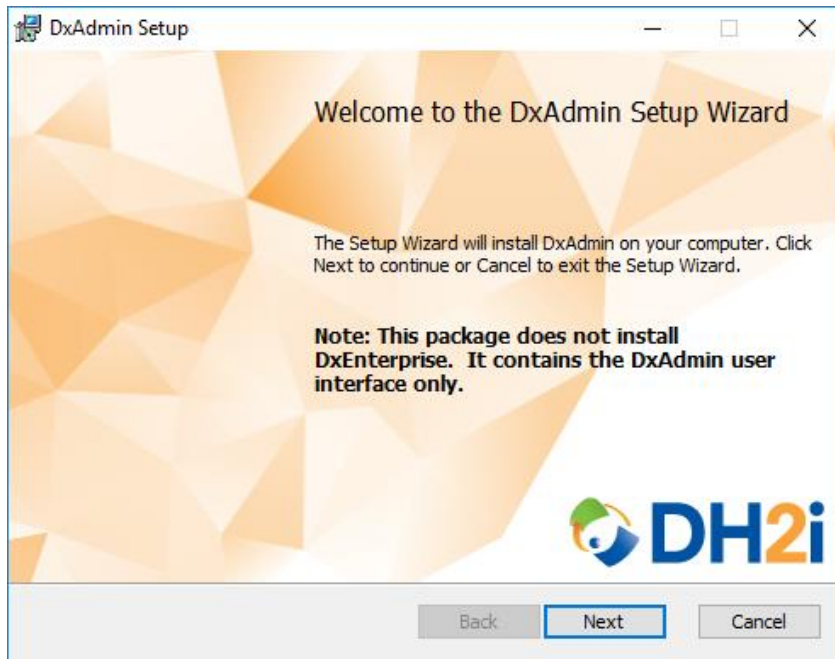 DxAdmin Setup
Welcome to the DxAdmin Setup Wizard
The Setup Wizard will install DxAdmin on your computer. Click
Next to continue or Cancel to exit the Setup Wizard.
Note: This package does not install
DxEnterprise.  It contains the DxAdmin user
interface only.
DH2i
Back Next Cancel